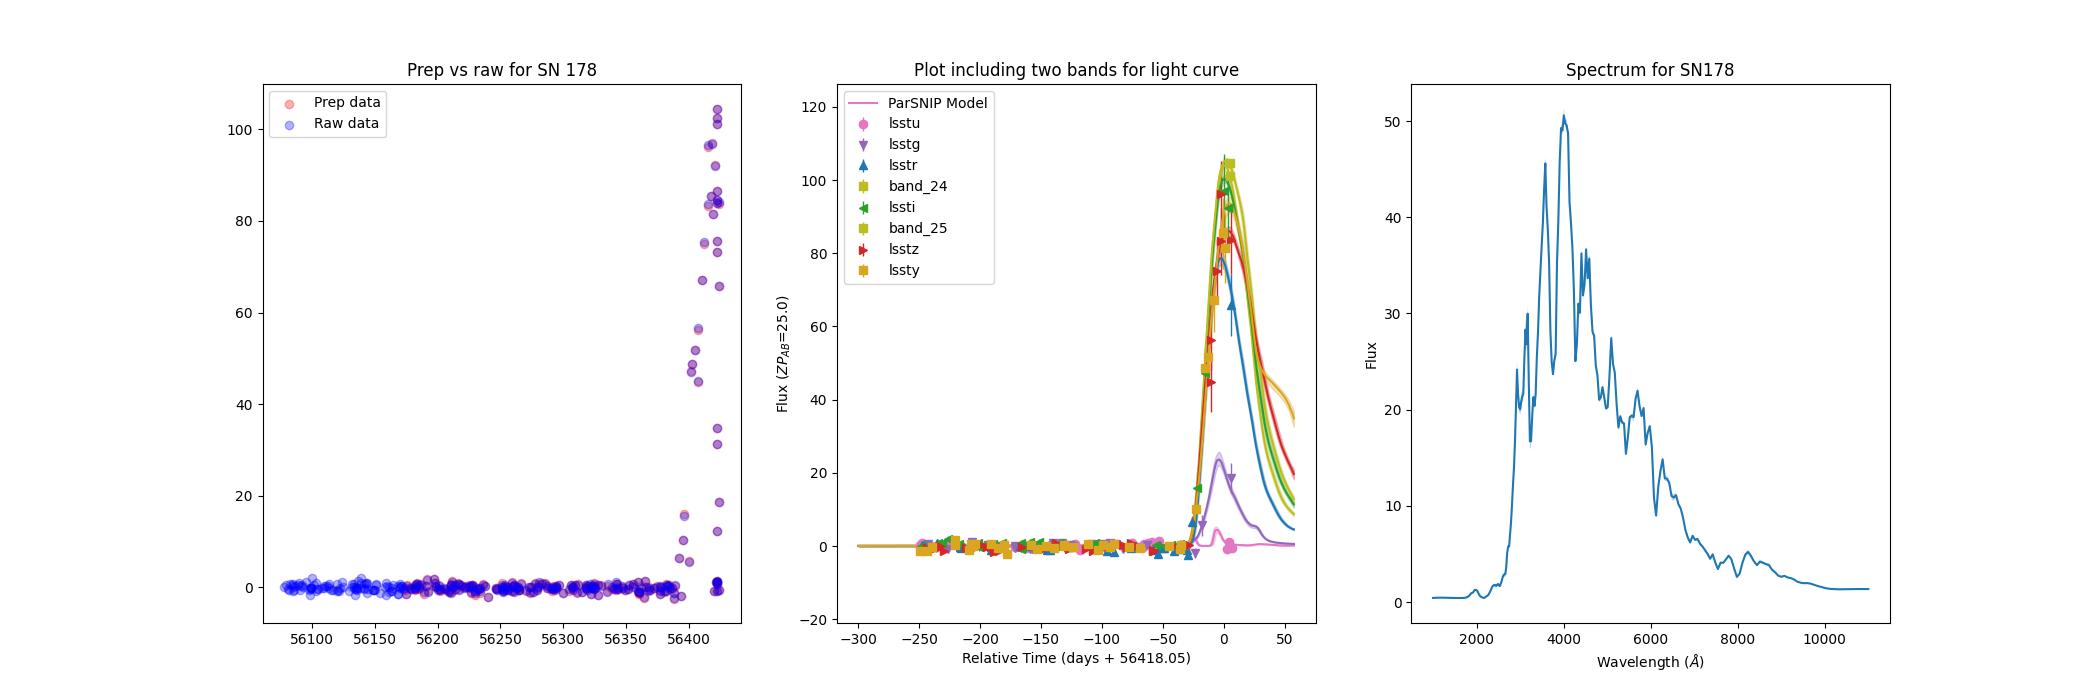 Prep vs raw for SN 178
Prep data
Raw data
100
80
60
40
20
0
56100 56150 56200 56250 56300 56350 56400
Plot including two bands for light curve
ParSNIP Model
lsstu
lsstg
lsstr
band_24
lssti
band_25
lsstz
lssty
120
100
80
60
40
20
0
−20
Flux (ZP_AB=25.0)
−300 −250 −200 −150 −100 −50 0 50
Relative Time (days + 56418.05)
Spectrum for SN178
50
40
30
20
10
0
Flux
2000 4000 6000 8000 10000
Wavelength (Å)